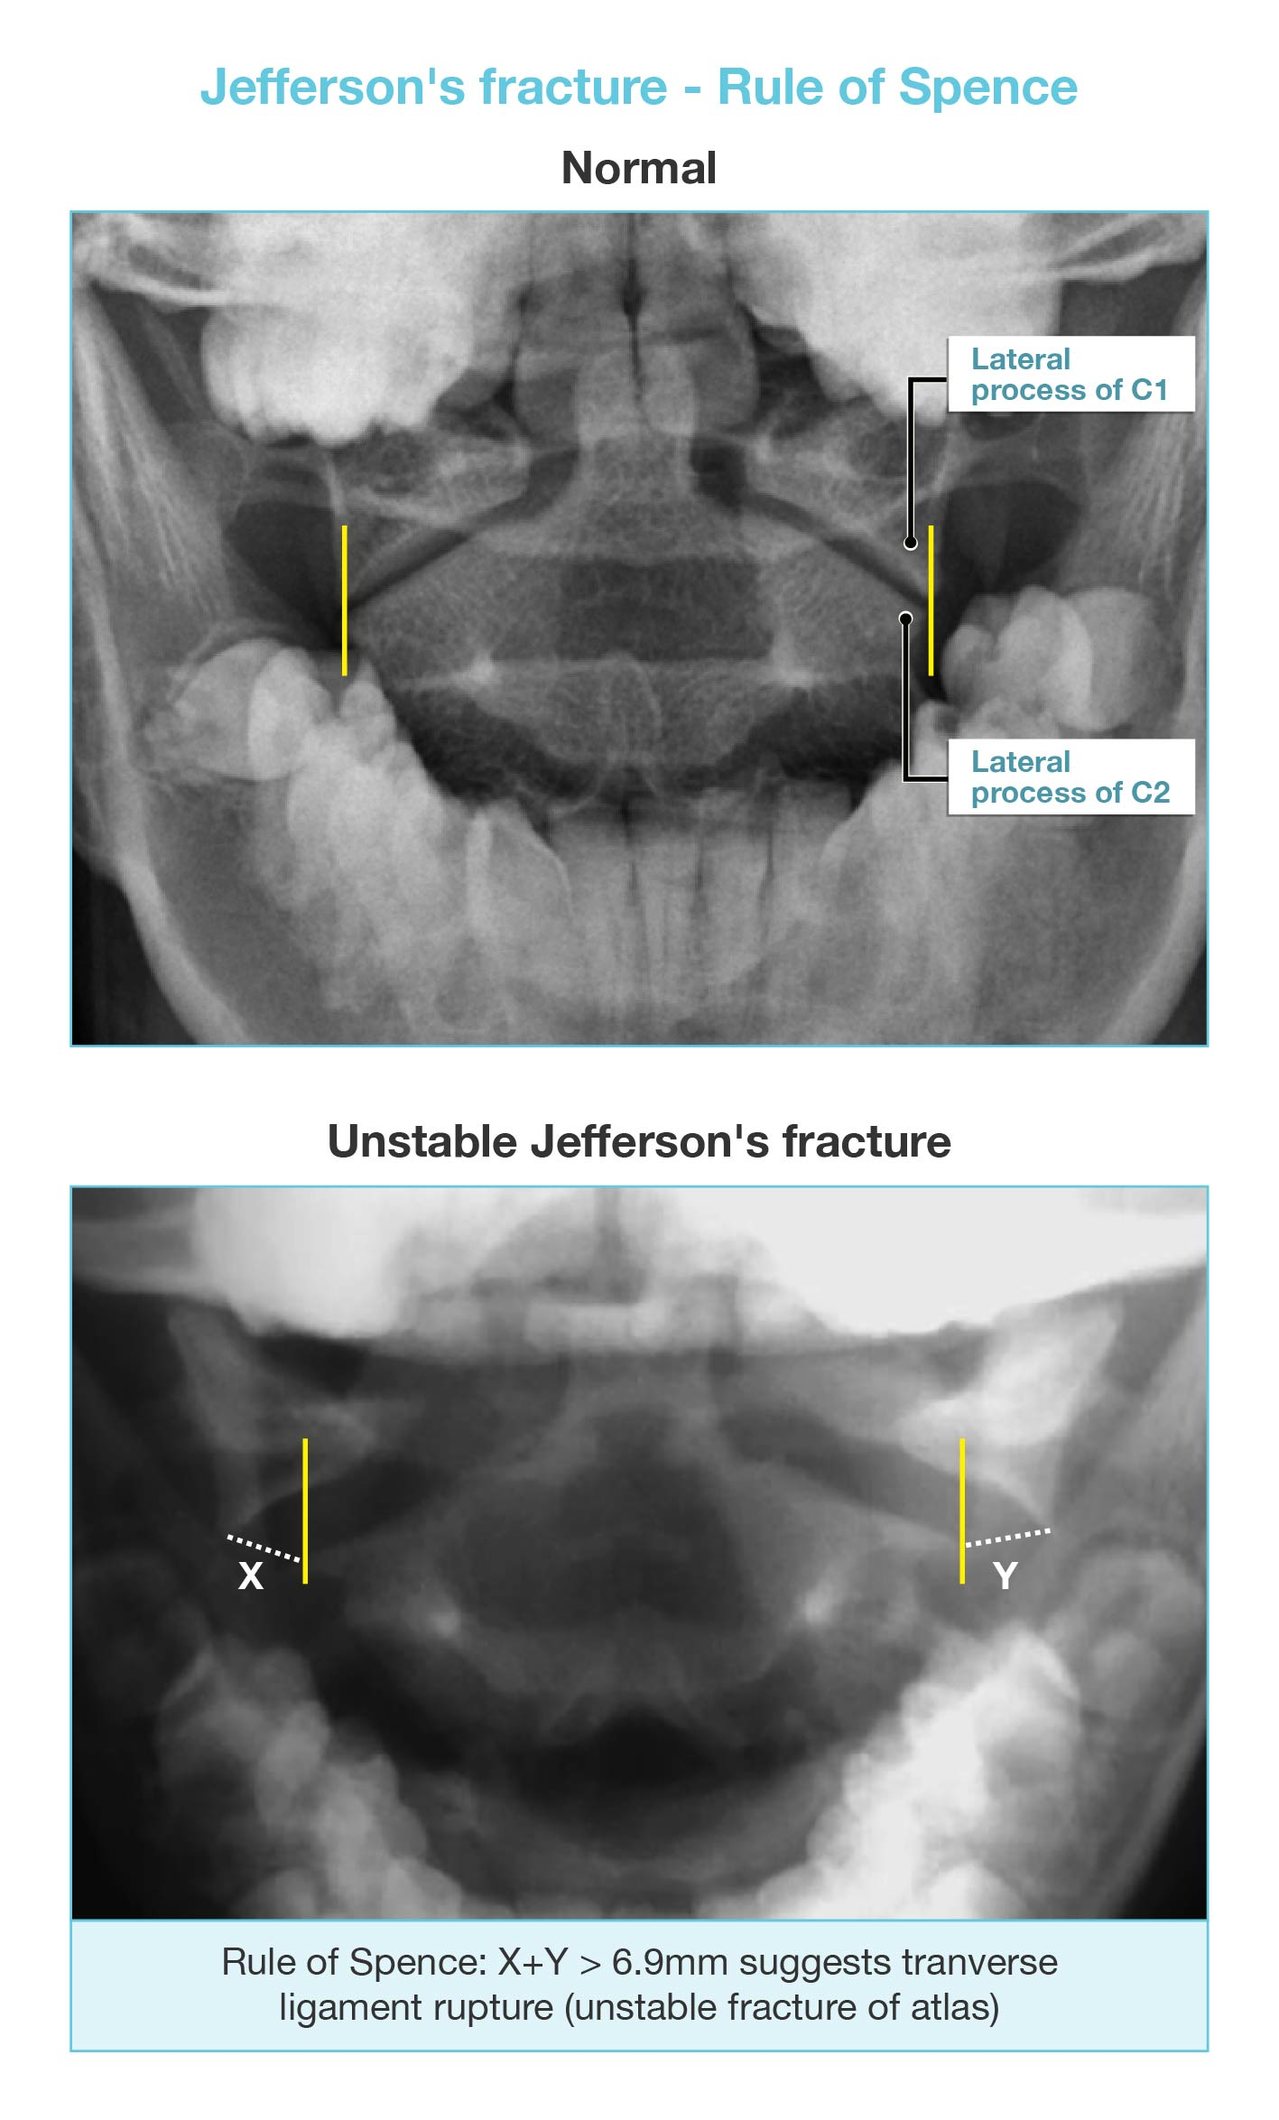 Jefferson's fracture - Rule of Spence
Normal
Lateral
process of C1
Lateral
process of C2
Unstable Jefferson's fracture
X
Y
Rule of Spence: X+Y > 6.9mm suggests tranverse
ligament rupture (unstable fracture of atlas)